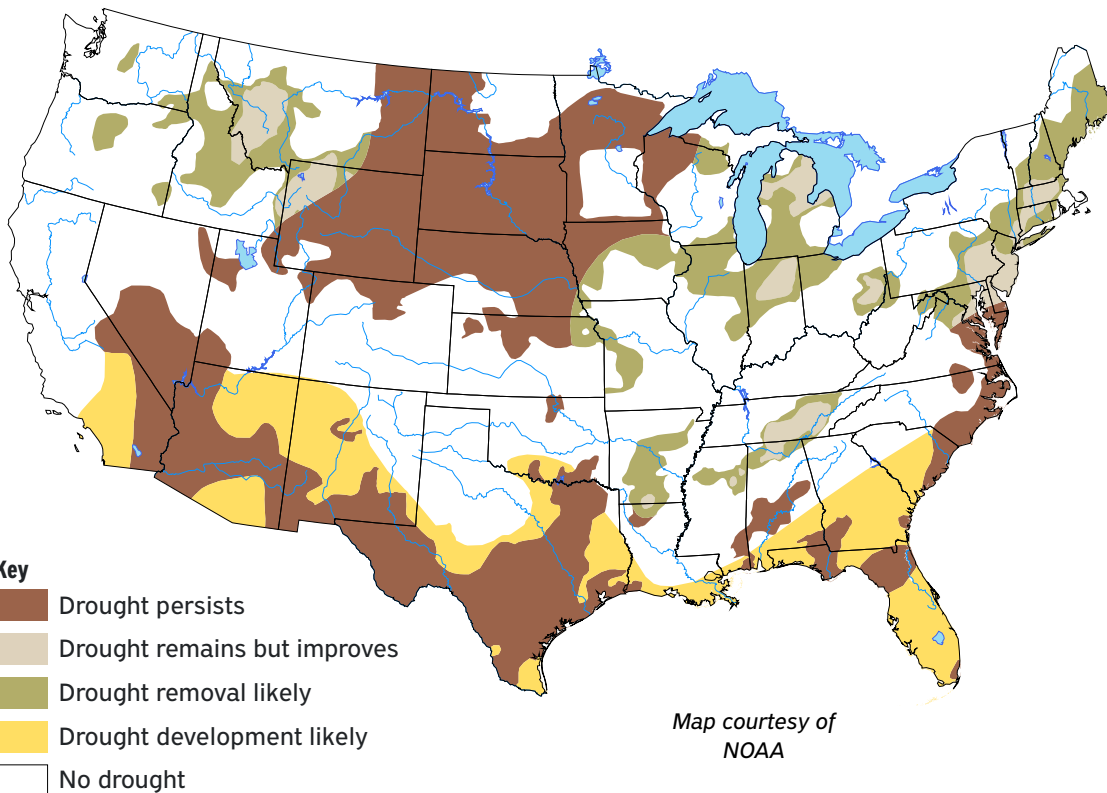 Key
Drought persists
Drought remains but improves
Drought removal likely
Drought development likely
No drought
Map courtesy of
NOAA